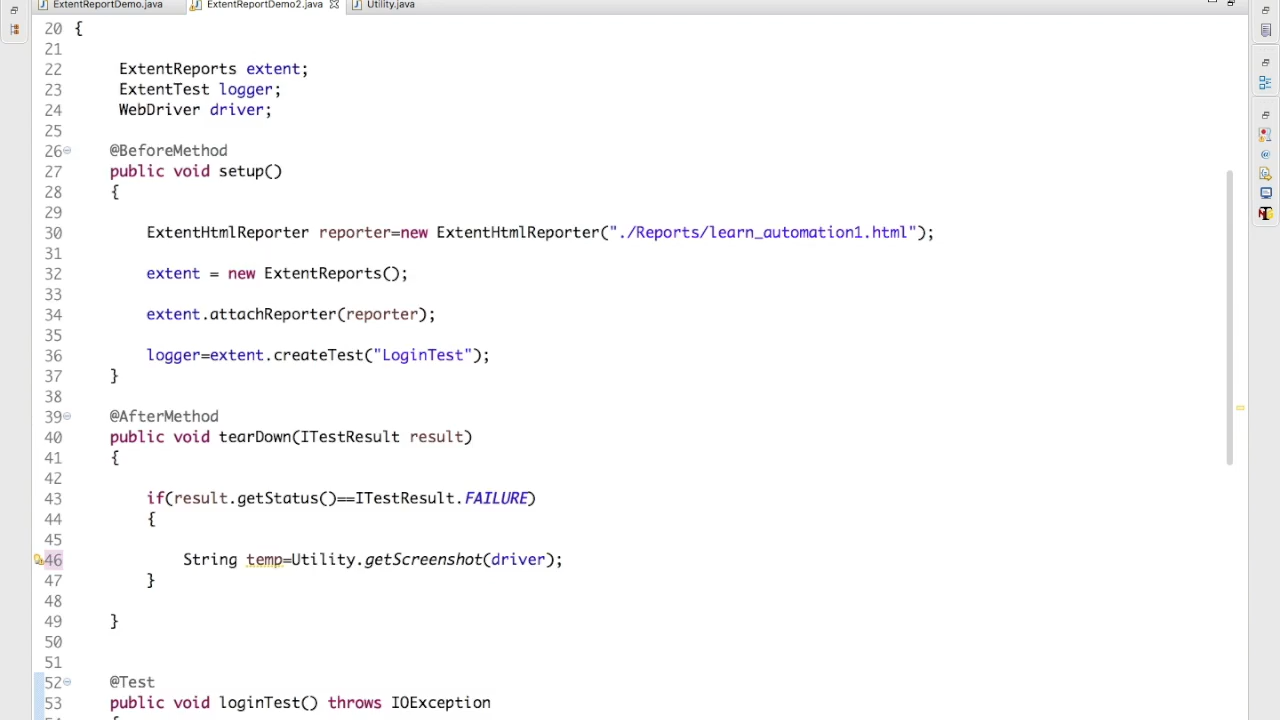 ExtentReportDemo.java ExtentReportDemo2.java Utility.java
20 {
21
22 ExtentReports extent;
23 ExtentTest logger;
24 WebDriver driver;
25
26 @BeforeMethod
27 public void setup()
28 {
29
30 ExtentHtmlReporter reporter=new ExtentHtmlReporter("./Reports/learn_automation1.html");
31
32 extent = new ExtentReports();
33
34 extent.attachReporter(reporter);
35
36 logger=extent.createTest("LoginTest");
37 }
38
39 @AfterMethod
40 public void tearDown(ITestResult result)
41 {
42
43 if(result.getStatus()==ITestResult.FAILURE)
44 {
45
46 String temp=Utility.getScreenshot(driver);
47 }
48
49 }
50
51
52 @Test
53 public void loginTest() throws IOException